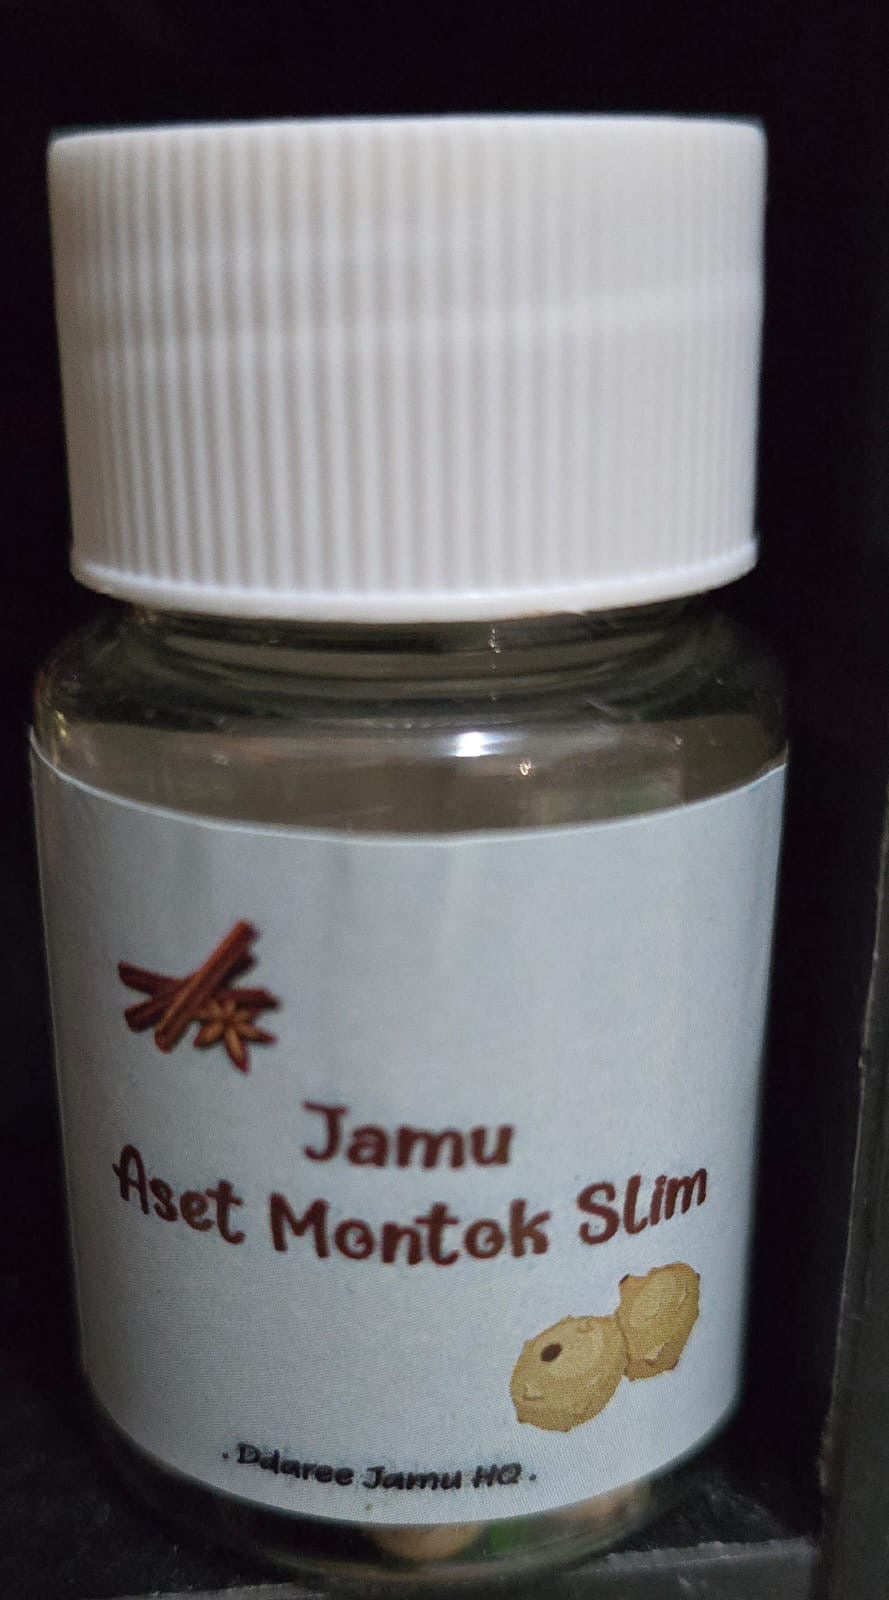 Jamu
Aset Montok Slim
. Ddaree Jamu HQ .